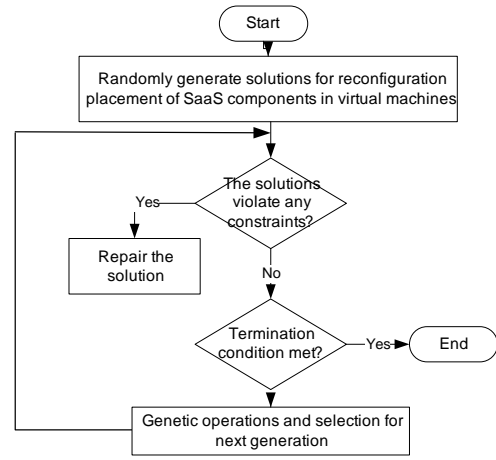 Start
Randomly generate solutions for reconfiguration
placement of SaaS components in virtual machines
The solutions
violate any
constraints?
Yes
Repair the
solution
No
Termination
condition met?
Yes
End
Genetic operations and selection for
next generation